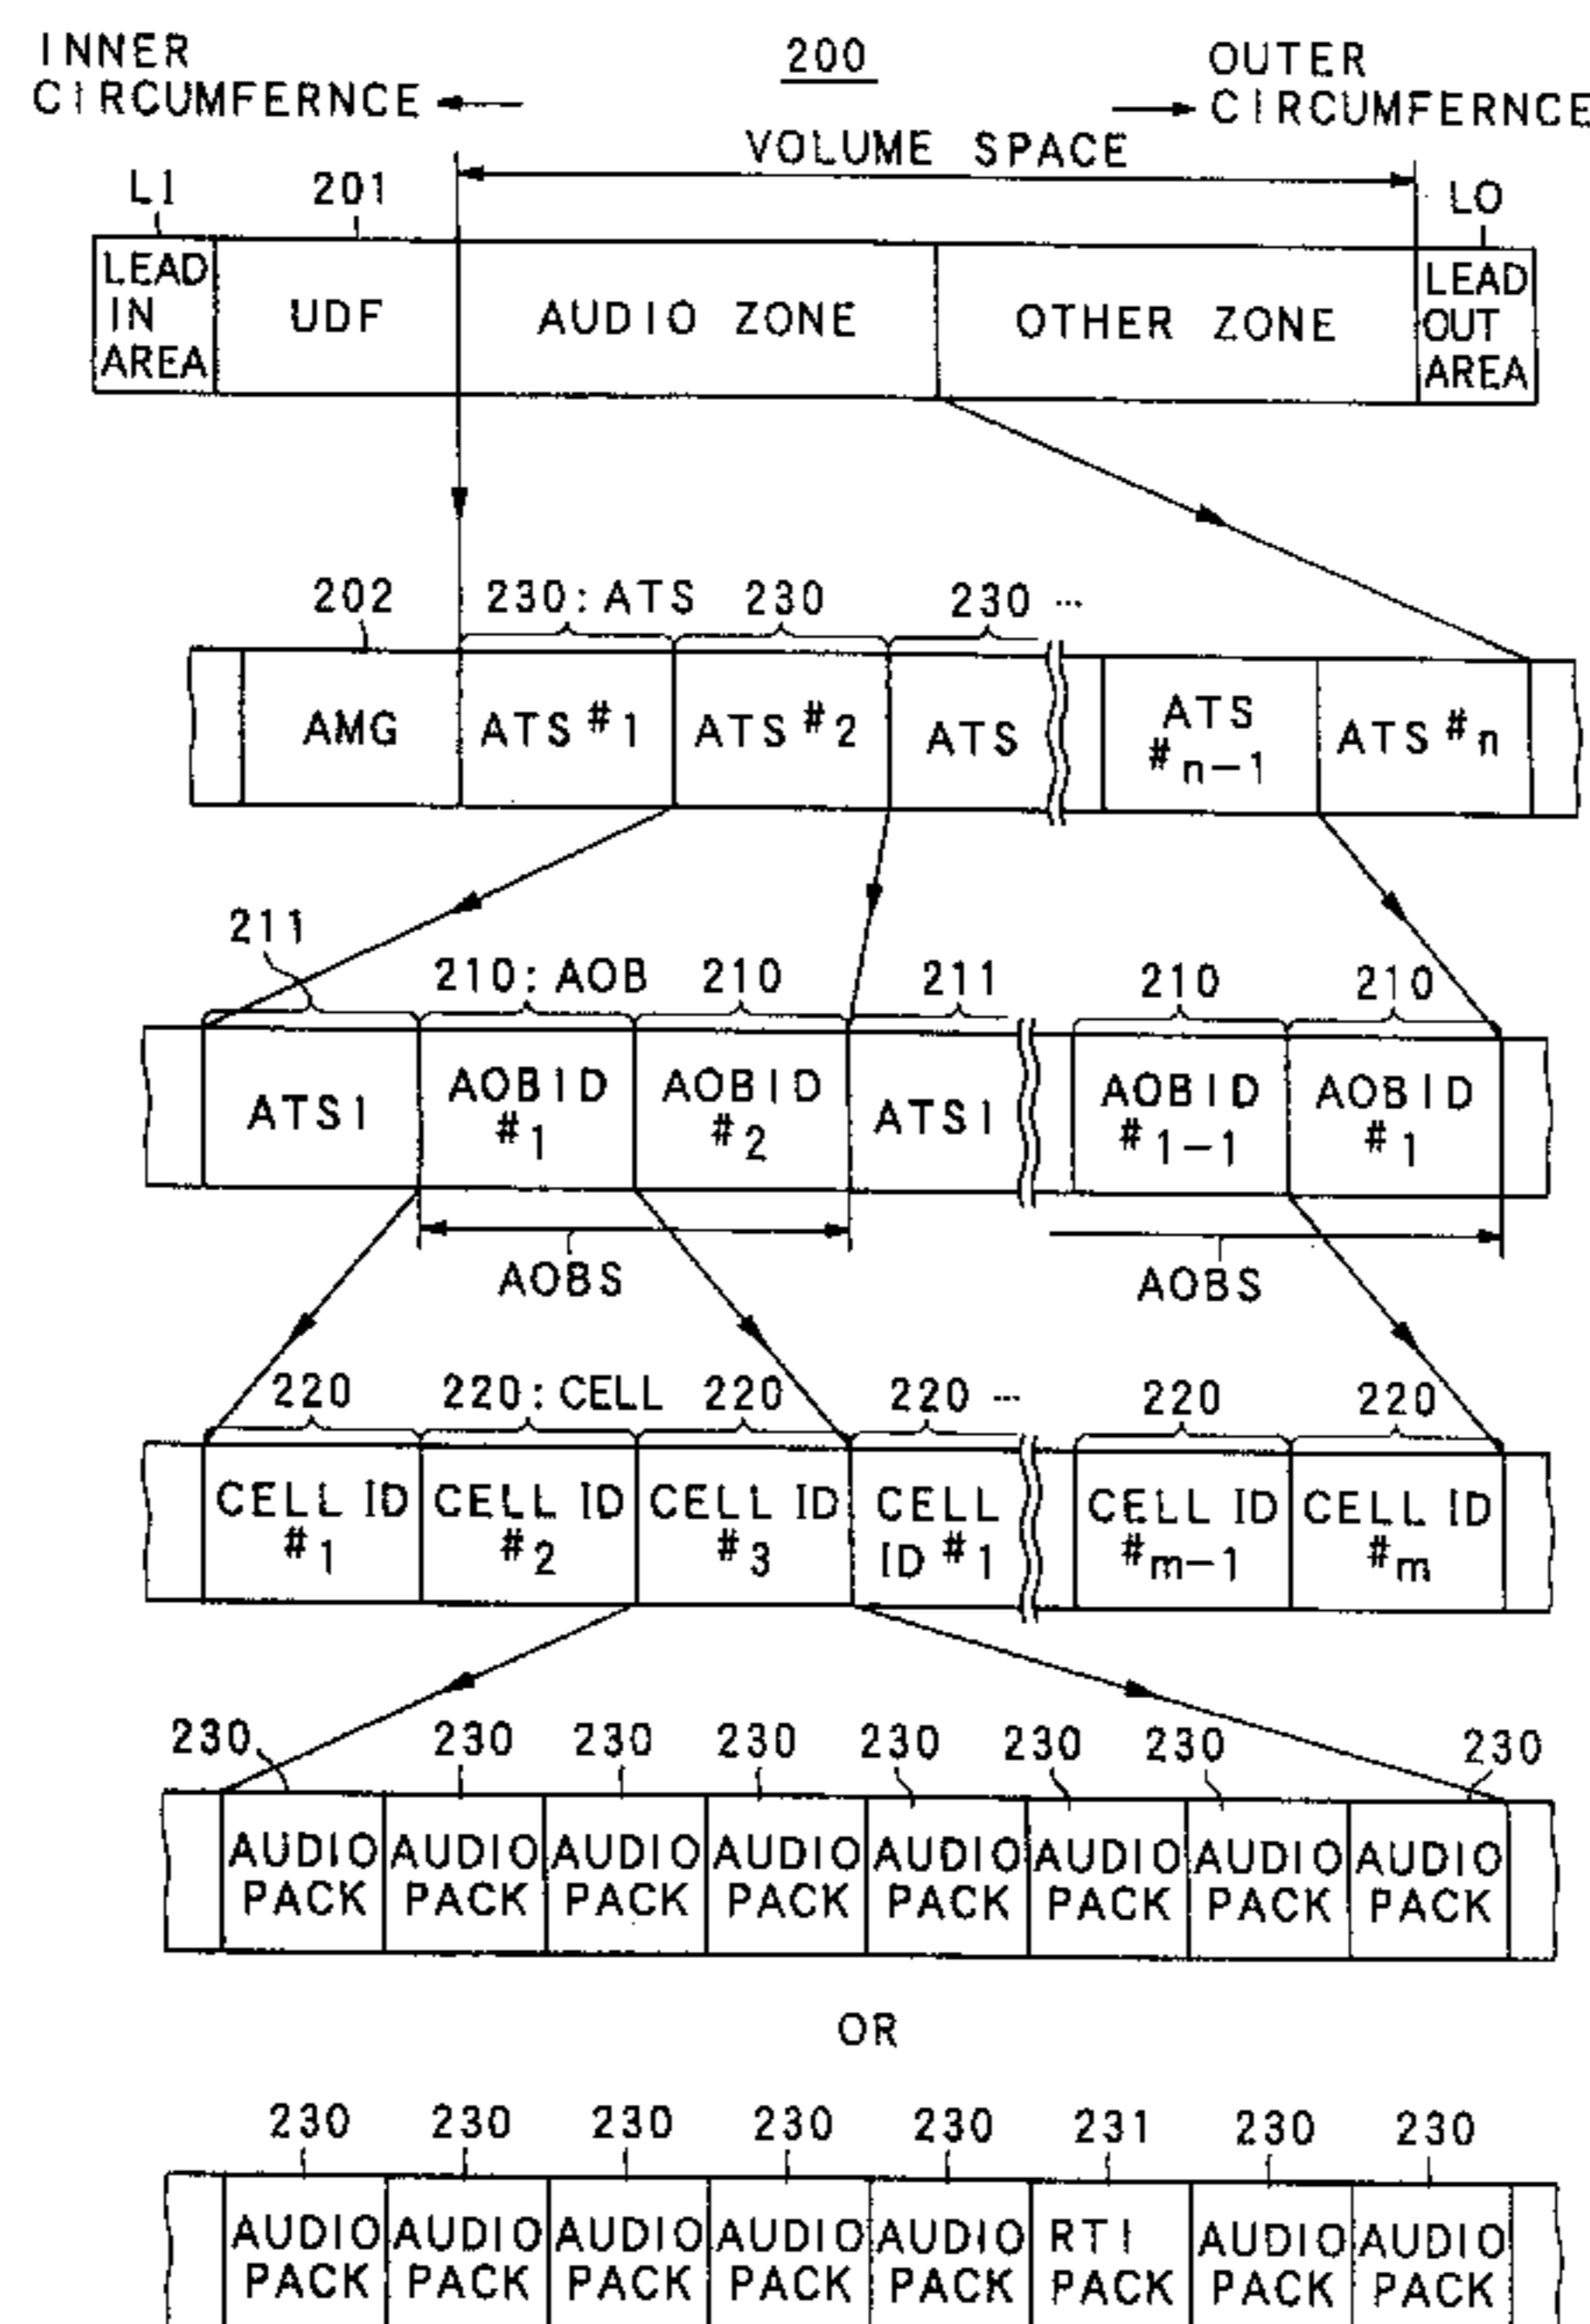 INNER
CIRCUMFERNCE
200
OUTER
CIRCUMFERNCE
VOLUME SPACE
LI 201 LO
LEAD
IN
AREA
UDF
AUDIO ZONE
OTHER ZONE
LEAD
OUT
AREA
202 230:ATS 230 230 ...
AMG
ATS #1
ATS #2
ATS
ATS
#n-1
ATS #n
211 210:AOB 210 211 210 210
ATSI
AOBID
#1
AOBID
#2
ATSI
AOBID
#1-1
AOBID
#1
AOBS AOBS
220 220:CELL 220 220 ... 220 220
CELL ID
#1
CELL ID
#2
CELL ID
#3
CELL
ID #1
CELL ID
#m-1
CELL ID
#m
230 230 230 230 230 230 230 230
AUDIO
PACK
AUDIO
PACK
AUDIO
PACK
AUDIO
PACK
AUDIO
PACK
AUDIO
PACK
AUDIO
PACK
AUDIO
PACK
OR
230 230 230 230 230 231 230 230
AUDIO
PACK
AUDIO
PACK
AUDIO
PACK
AUDIO
PACK
AUDIO
PACK
RTI
PACK
AUDIO
PACK
AUDIO
PACK